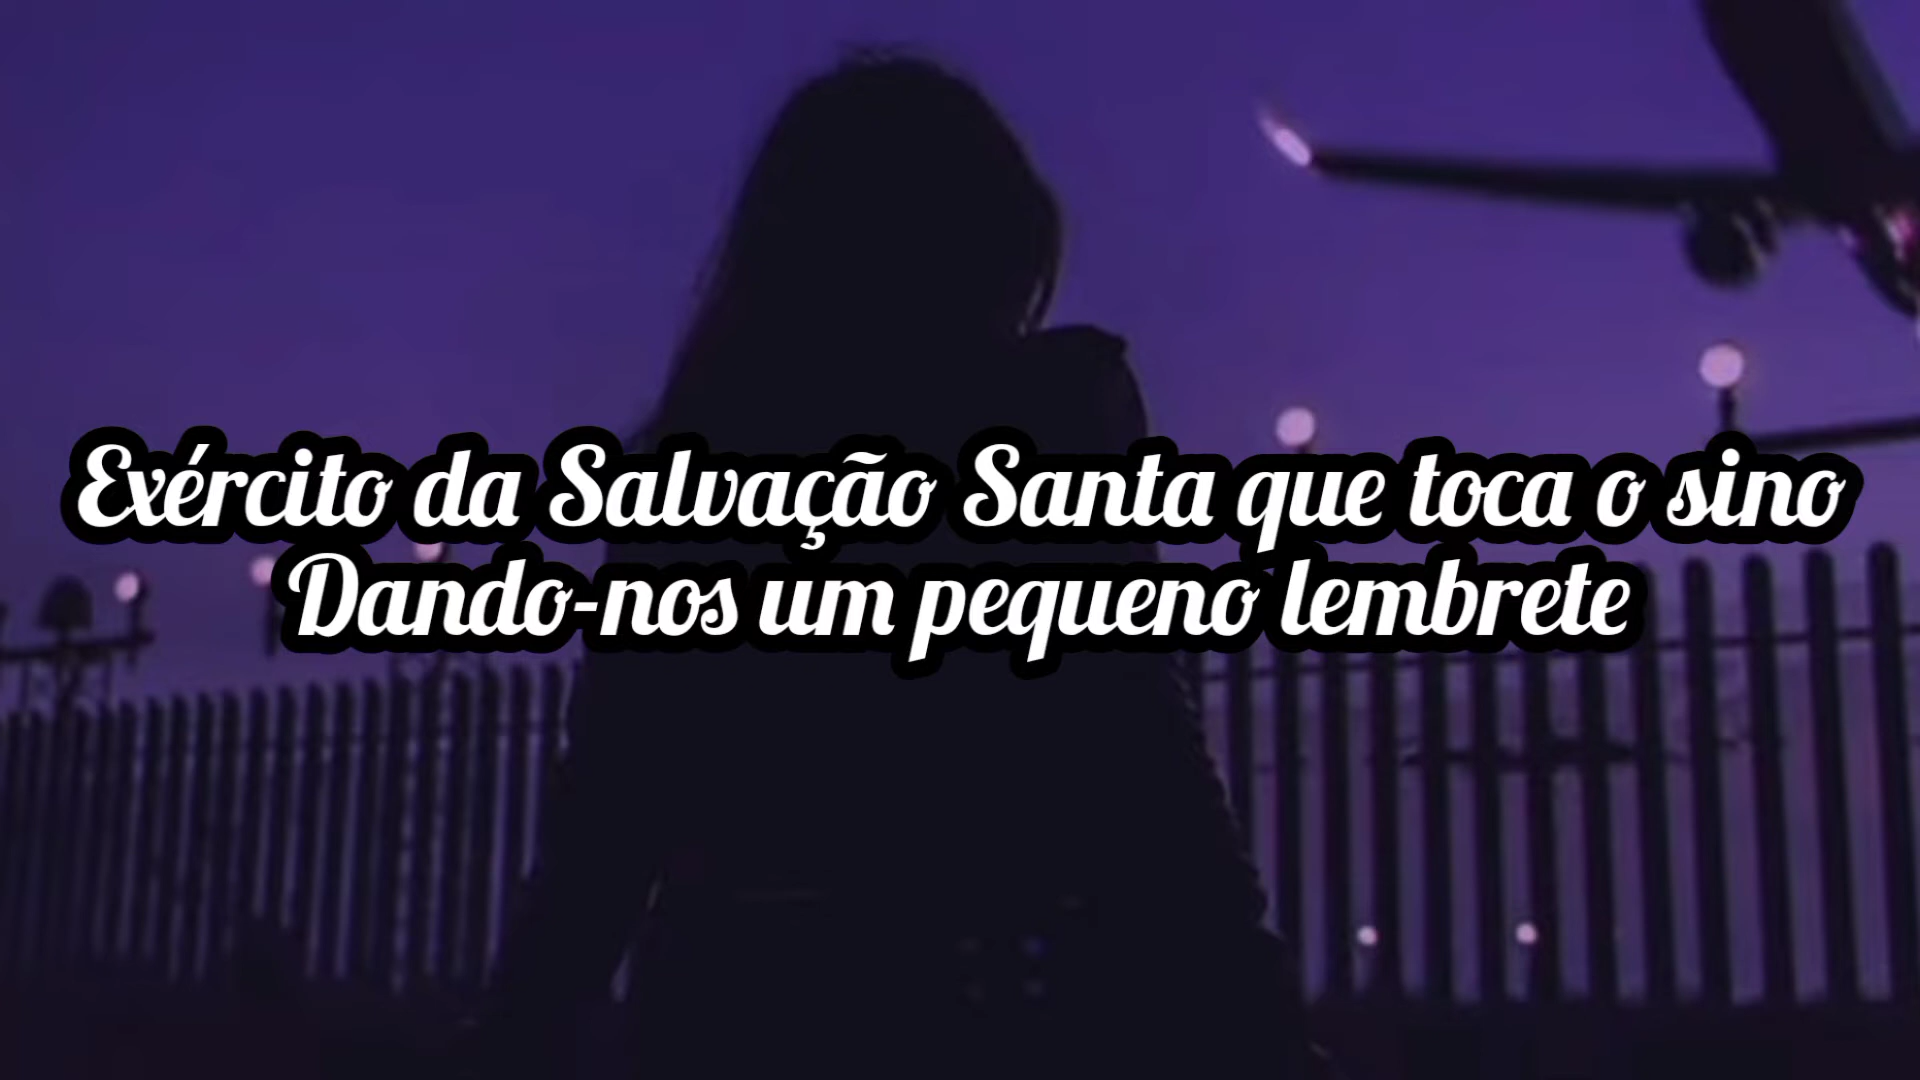 Exército da Salvação Santa que toca o sino
Dando-nos um pequeno lembrete